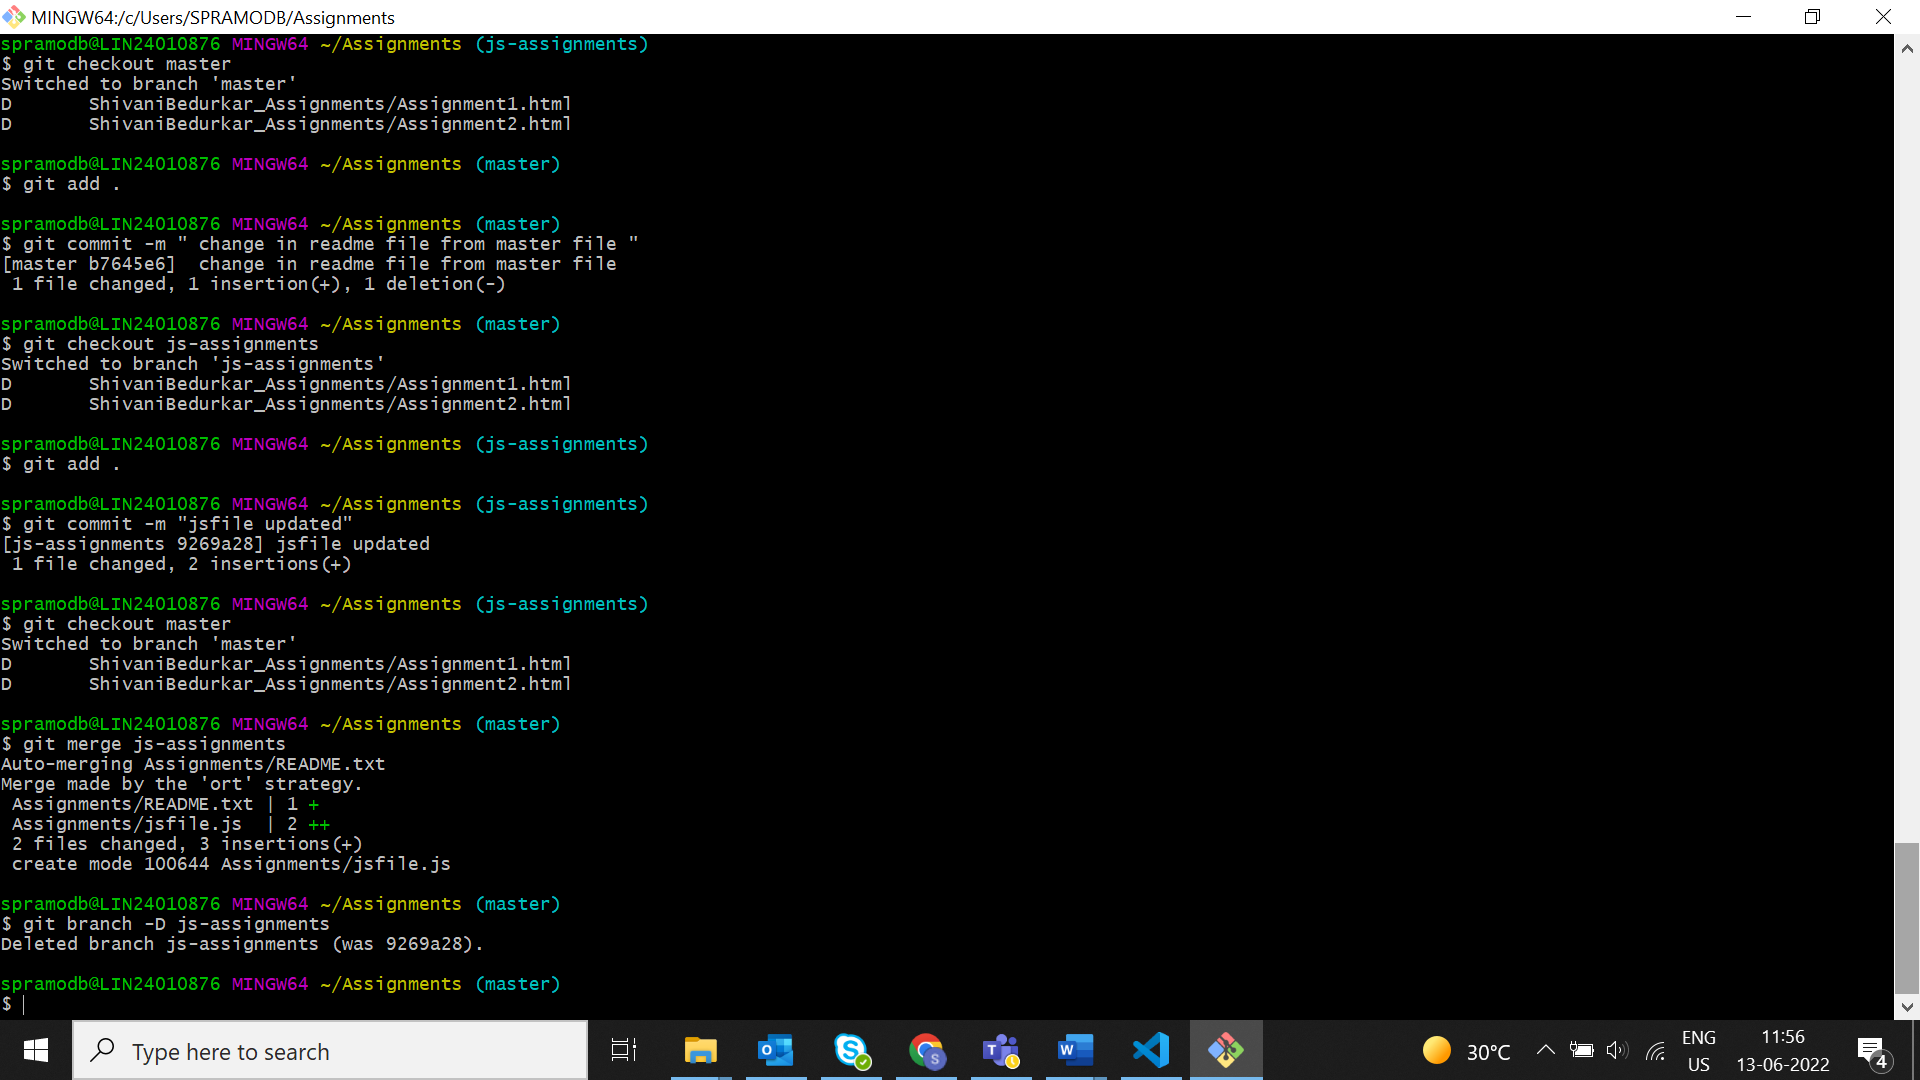 MINGW64:/c/Users/SPRAMODB/Assignments
spramodb@LIN24010876 MINGW64 ~/Assignments (js-assignments)
$ git checkout master
Switched to branch 'master'
D       ShivaniBedurkar_Assignments/Assignment1.html
D       ShivaniBedurkar_Assignments/Assignment2.html
spramodb@LIN24010876 MINGW64 ~/Assignments (master)
$ git add .
spramodb@LIN24010876 MINGW64 ~/Assignments (master)
$ git commit -m " change in readme file from master file "
[master b7645e6]  change in readme file from master file
 1 file changed, 1 insertion(+), 1 deletion(-)
spramodb@LIN24010876 MINGW64 ~/Assignments (master)
$ git checkout js-assignments
Switched to branch 'js-assignments'
D       ShivaniBedurkar_Assignments/Assignment1.html
D       ShivaniBedurkar_Assignments/Assignment2.html
spramodb@LIN24010876 MINGW64 ~/Assignments (js-assignments)
$ git add .
spramodb@LIN24010876 MINGW64 ~/Assignments (js-assignments)
$ git commit -m "jsfile updated"
[js-assignments 9269a28] jsfile updated
 1 file changed, 2 insertions(+)
spramodb@LIN24010876 MINGW64 ~/Assignments (js-assignments)
$ git checkout master
Switched to branch 'master'
D       ShivaniBedurkar_Assignments/Assignment1.html
D       ShivaniBedurkar_Assignments/Assignment2.html
spramodb@LIN24010876 MINGW64 ~/Assignments (master)
$ git merge js-assignments
Auto-merging Assignments/README.txt
Merge made by the 'ort' strategy.
 Assignments/README.txt | 1 +
 Assignments/jsfile.js  | 2 ++
 2 files changed, 3 insertions(+)
 create mode 100644 Assignments/jsfile.js
spramodb@LIN24010876 MINGW64 ~/Assignments (master)
$ git branch -D js-assignments
Deleted branch js-assignments (was 9269a28).
spramodb@LIN24010876 MINGW64 ~/Assignments (master)
$
Type here to search
30°C
ENG
US
11:56
13-06-2022
4